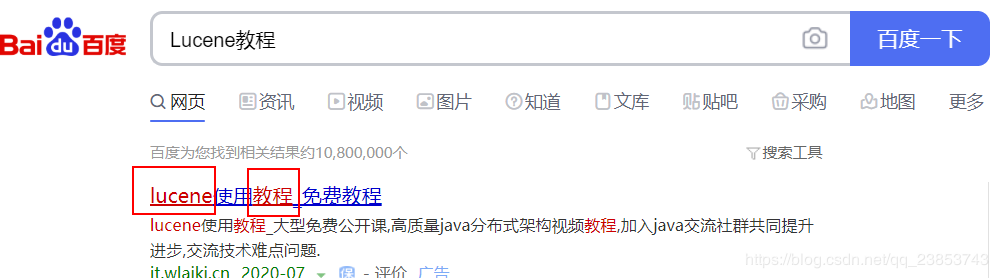 Bai du 百度 Lucene教程 百度一下
网页 资讯 视频 图片 知道 文库 贴 贴吧 采购 地图 更多
百度为您找到相关结果约10,800,000个 搜索工具
lucene使用教程_免费教程
lucene使用教程_大型免费公开课,高质量java分布式架构视频教程,加入java交流社群共同提升
进步,交流技术难点问题.
it.wlaiki.cn 2020-07 保 - 评价 广告
https://blog.csdn.net/qq_23853743